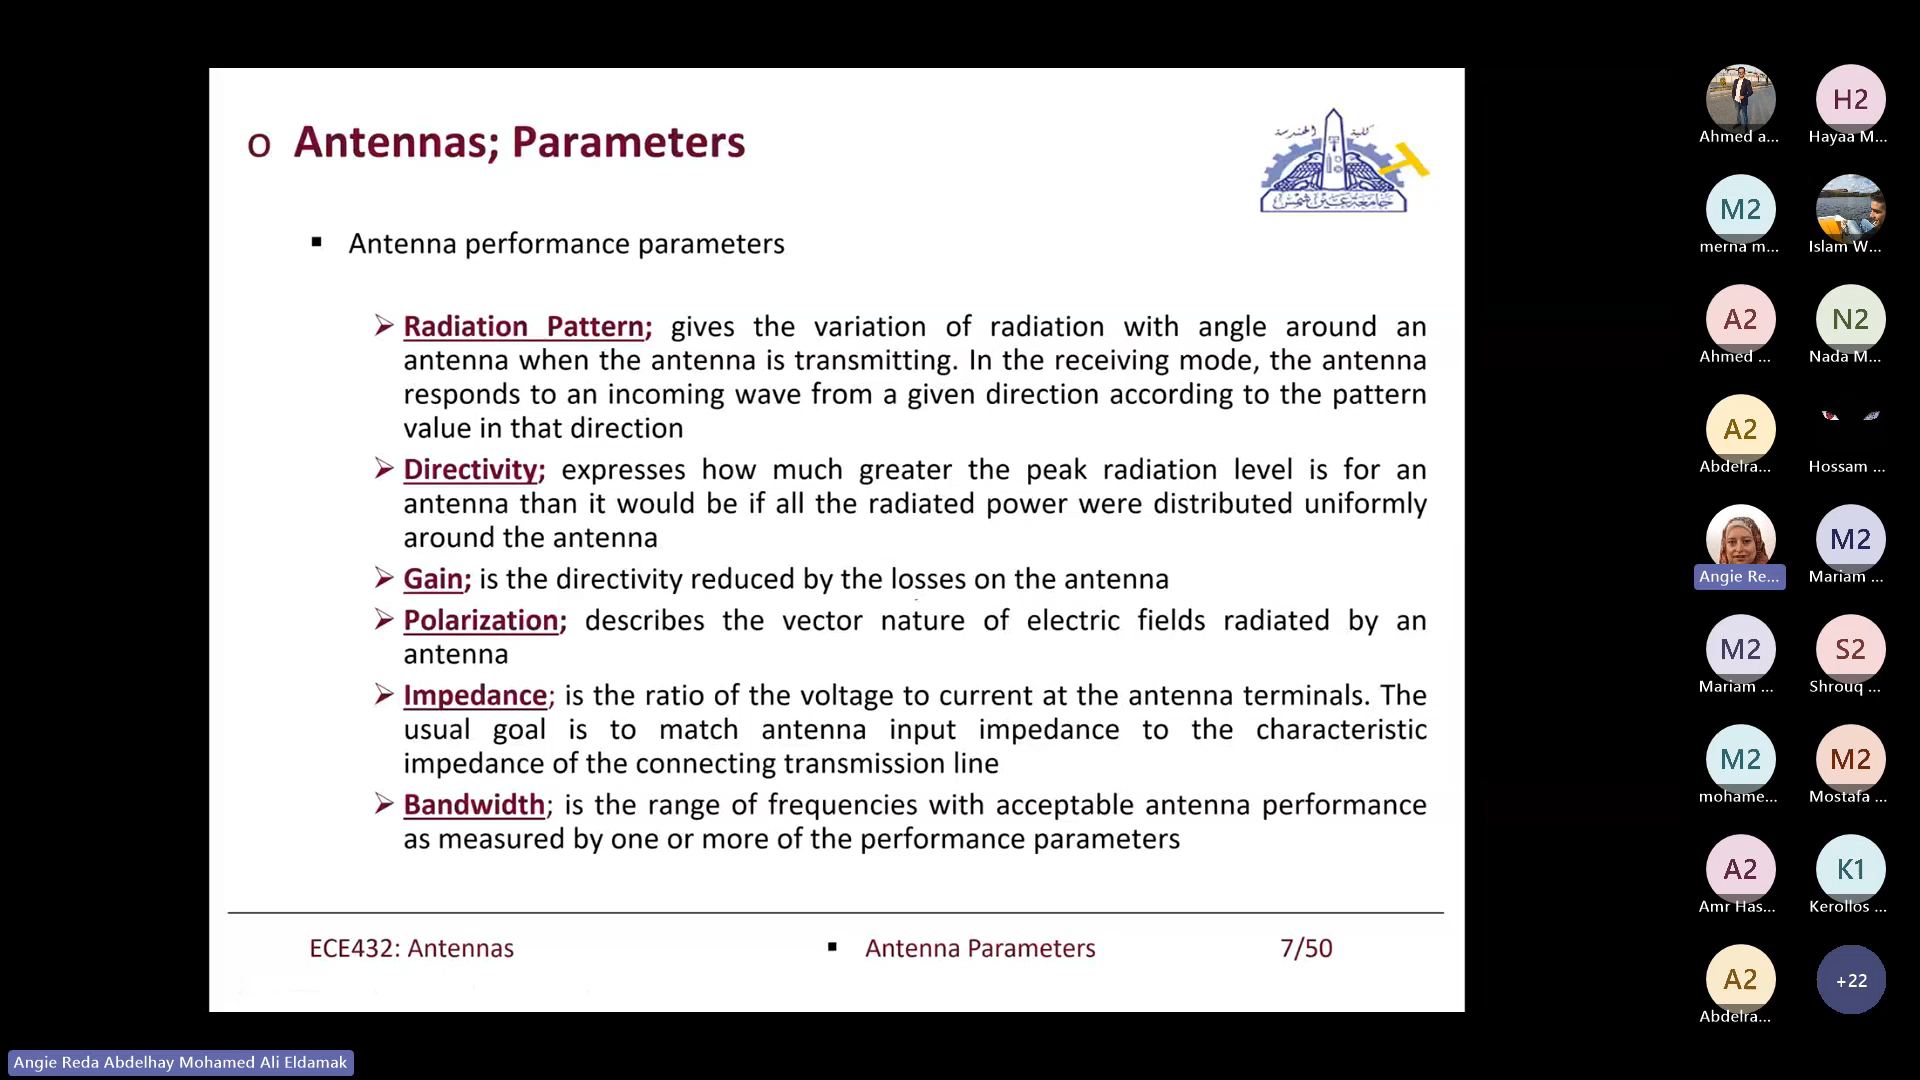 o Antennas; Parameters
كلية الهندسة
جامعة عين شمس
▪ Antenna performance parameters
➢ Radiation Pattern; gives the variation of radiation with angle around an
antenna when the antenna is transmitting. In the receiving mode, the antenna
responds to an incoming wave from a given direction according to the pattern
value in that direction
➢ Directivity; expresses how much greater the peak radiation level is for an
antenna than it would be if all the radiated power were distributed uniformly
around the antenna
➢ Gain; is the directivity reduced by the losses on the antenna
➢ Polarization; describes the vector nature of electric fields radiated by an
antenna
➢ Impedance; is the ratio of the voltage to current at the antenna terminals. The
usual goal is to match antenna input impedance to the characteristic
impedance of the connecting transmission line
➢ Bandwidth; is the range of frequencies with acceptable antenna performance
as measured by one or more of the performance parameters
ECE432: Antennas ▪ Antenna Parameters 7/50
Angie Reda Abdelhay Mohamed Ali Eldamak
H2
Ahmed a... Hayaa M...
M2
merna m... Islam W...
A2 N2
Ahmed ... Nada M...
A2
Abdelra... Hossam ...
M2
Angie Re... Mariam ...
M2 S2
Mariam ... Shrouq ...
M2 M2
mohame... Mostafa ...
A2 K1
Amr Has... Kerollos ...
A2 +22
Abdelra...